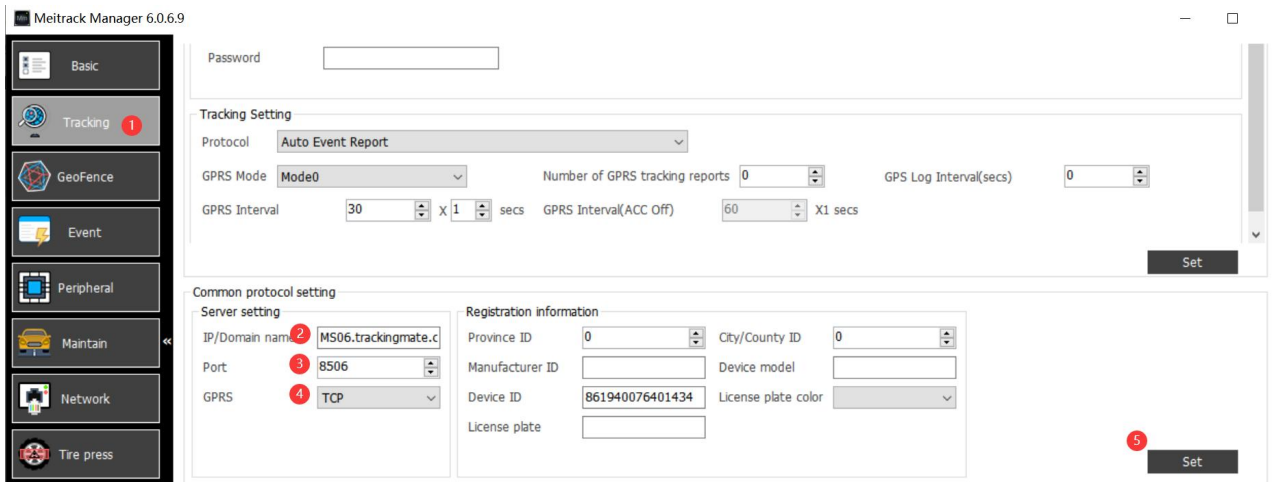 Meitrack Manager 6.0.6.9
Basic
Tracking 1
GeoFence
Event
Peripheral
Maintain «
Network
Tire press
Password
Tracking Setting
Protocol Auto Event Report
GPRS Mode Mode0 Number of GPRS tracking reports 0 GPS Log Interval(secs) 0
GPRS Interval 30 X 1 secs GPRS Interval(ACC Off) 60 X1 secs
Set
Common protocol setting
Server setting
IP/Domain name 2 MS06.trackingmate.c
Port 3 8506
GPRS 4 TCP
Registration information
Province ID 0 City/County ID 0
Manufacturer ID Device model
Device ID 861940076401434 License plate color
License plate
5
Set